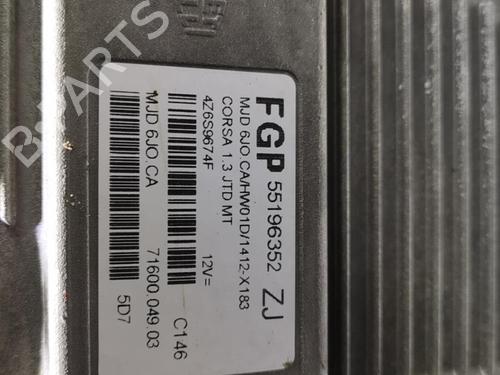 FGP 55196352 ZJ
MJD 6JO.CA/HW01D/1412-X183
CORSA 1.3 JTD MT
4Z6S9674F 12V=
C146
MJD 6JO.CA 71600.049.03
5D7
B-PARTS